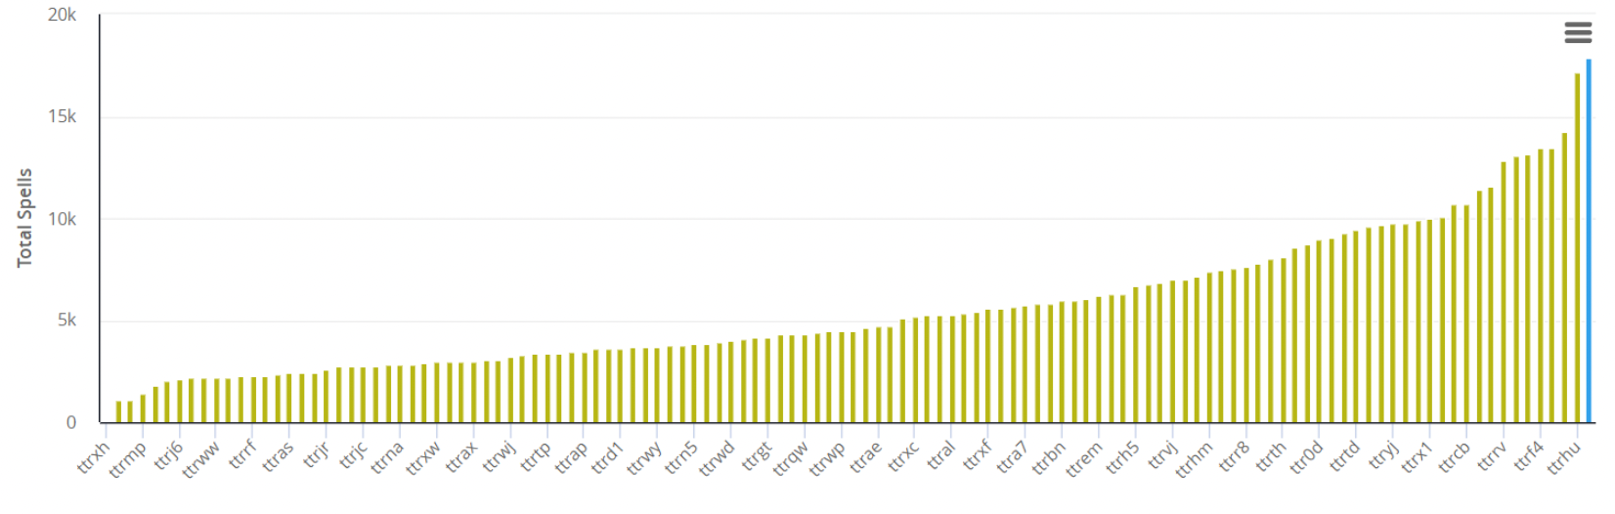 20k
15k
10k
5k
0
Total Spells
ttrxh ttrmp ttrj6 ttrww ttrrf ttras ttrjr ttrjc ttrna ttrxw ttrax ttrwj ttrtp ttrap ttrd1 ttrwy ttrn5 ttrwd ttrgt ttrqw ttrwp ttrae ttrxc ttral ttrxf ttra7 ttrbn ttrem ttrh5 ttrvj ttrhm ttrr8 ttrth ttr0d ttrtd ttryj ttrx1 ttrcb ttrrv ttrf4 ttrhu